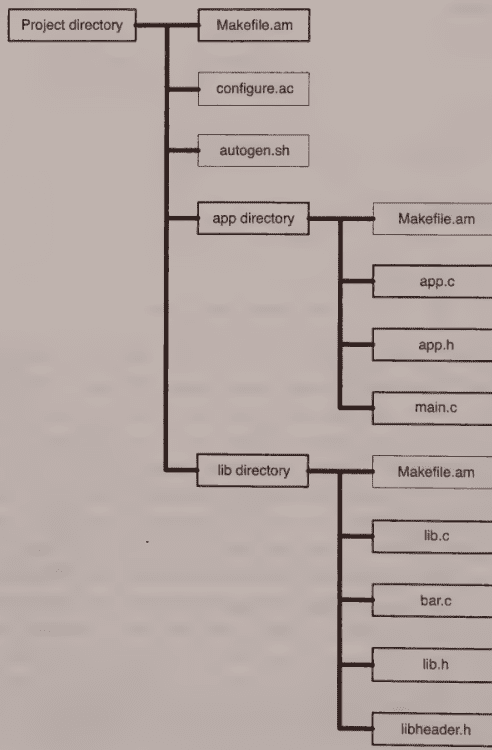 Project directory
Makefile.am
configure.ac
autogen.sh
app directory
Makefile.am
app.c
app.h
main.c
lib directory
Makefile.am
lib.c
bar.c
lib.h
libheader.h